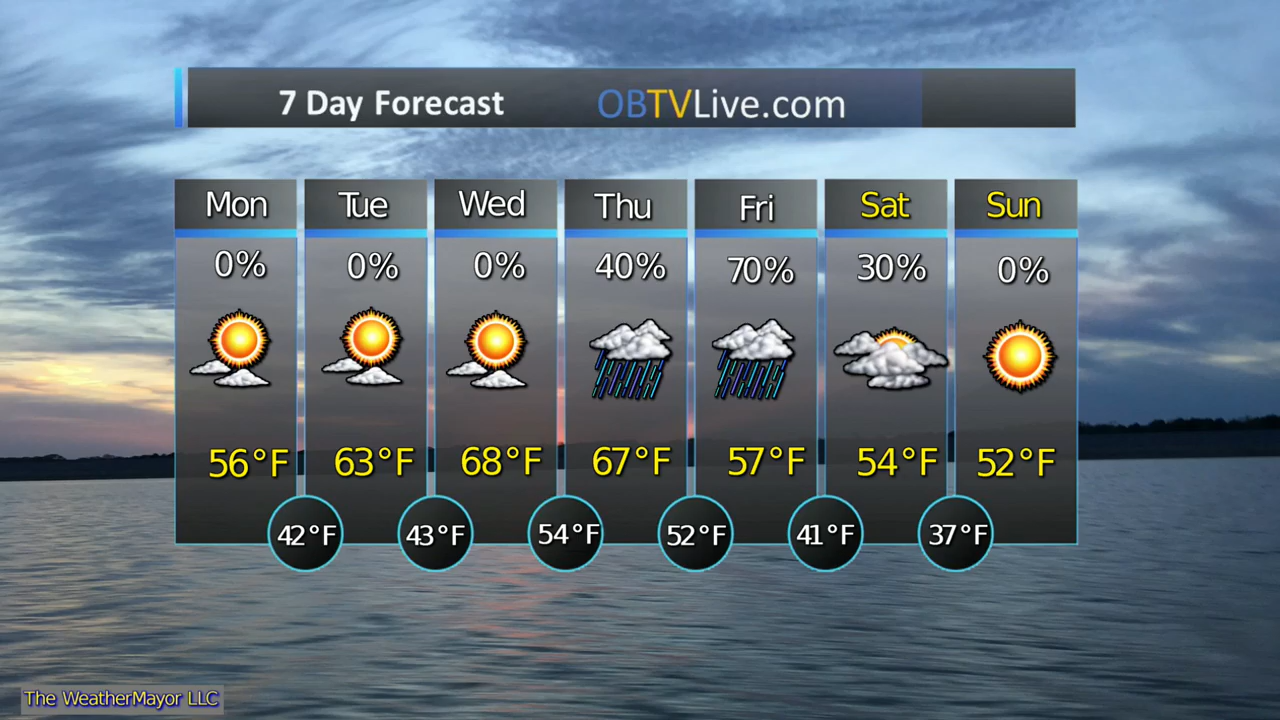 7 Day Forecast OBTVLive.com
Mon Tue Wed Thu Fri Sat Sun
0% 0% 0% 40% 70% 30% 0%
56°F 63°F 68°F 67°F 57°F 54°F 52°F
42°F 43°F 54°F 52°F 41°F 37°F
The WeatherMayor LLC